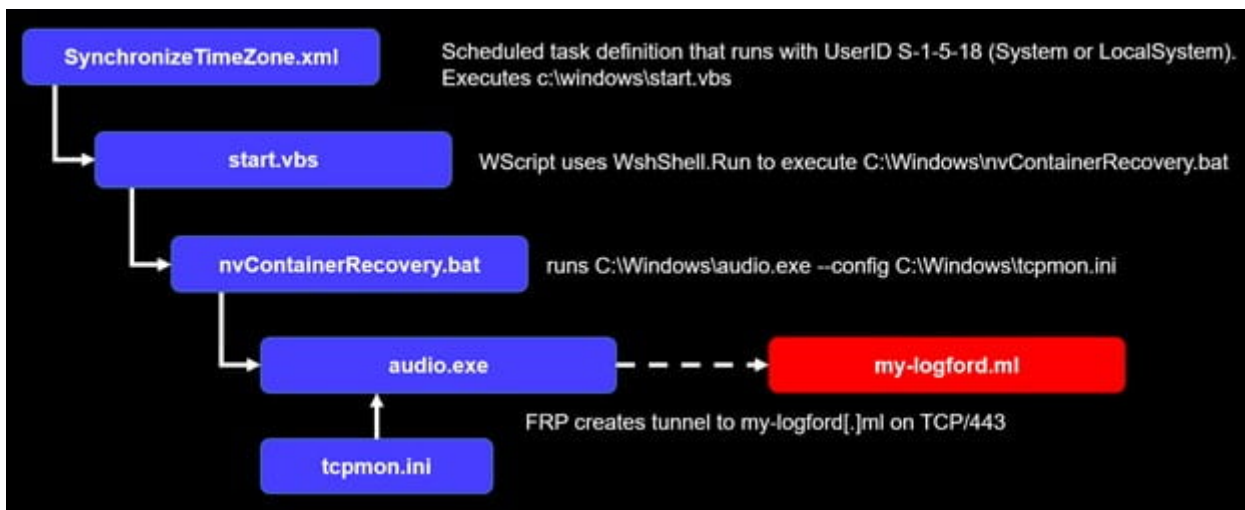 SynchronizeTimeZone.xml
Scheduled task definition that runs with UserID S-1-5-18 (System or LocalSystem).
Executes c:\windows\start.vbs
start.vbs
WScript uses WshShell.Run to execute C:\Windows\nvContainerRecovery.bat
nvContainerRecovery.bat
runs C:\Windows\audio.exe --config C:\Windows\tcpmon.ini
audio.exe
my-logford.ml
FRP creates tunnel to my-logford[.]ml on TCP/443
tcpmon.ini